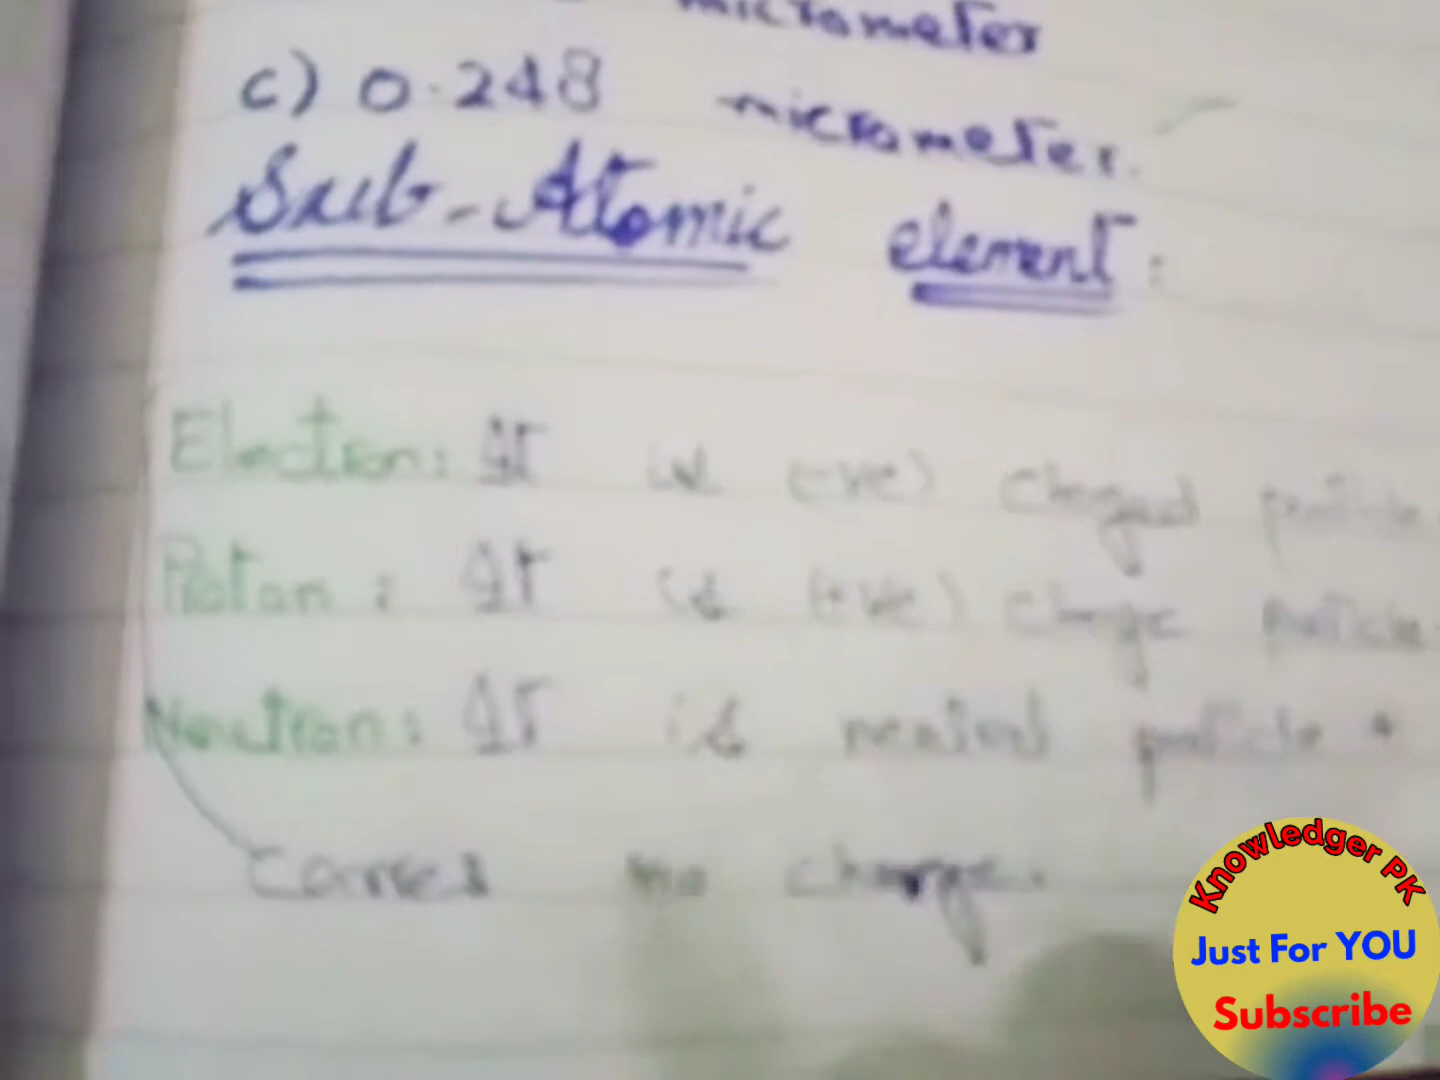 micrometer
c) 0.248 micrometer.
Sub-Atomic element:
Electron: It is (-ve) charged particle.
Proton: It is (+ve) charge particle.
Neutron: It is neutral particle +
Carries no charge.
Knowledger PK
Just For YOU
Subscribe